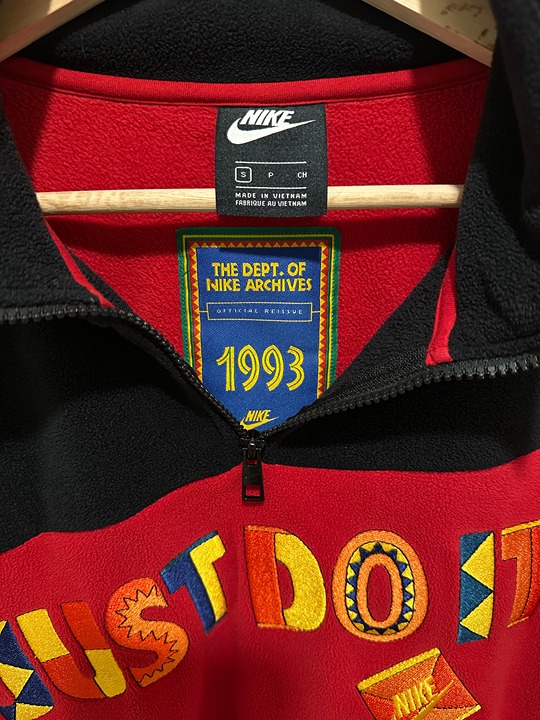 NIKE
S P CH
MADE IN VIETNAM
FABRIQUE AU VIETNAM
THE DEPT. OF
NIKE ARCHIVES
OFFICIAL REISSUE
1993
NIKE
JUST DO IT
NIKE